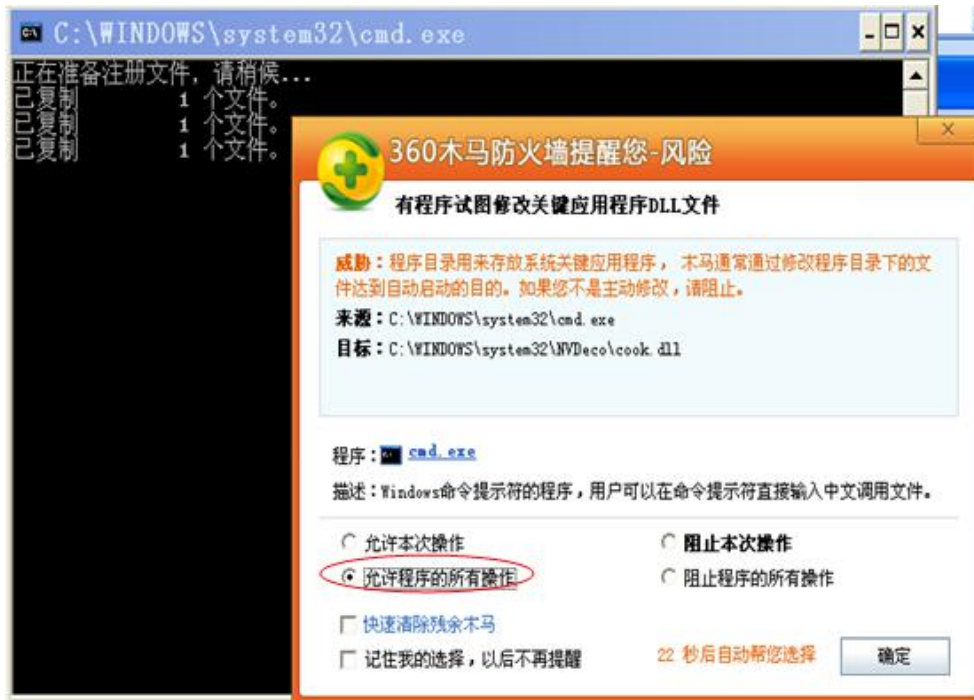 C:\WINDOWS\system32\cmd.exe
正在准备注册文件, 请稍候...
已复制         1 个文件。
已复制         1 个文件。
已复制         1 个文件。
360木马防火墙提醒您-风险
有程序试图修改关键应用程序DLL文件
威胁：程序目录用来存放系统关键应用程序， 木马通常通过修改程序目录下的文
件达到自动启动的目的。如果您不是主动修改，请阻止。
来源：C:\WINDOWS\system32\cmd.exe
目标：C:\WINDOWS\system32\NVDeco\cook.dll
程序： cmd.exe
描述：Windows命令提示符的程序，用户可以在命令提示符直接输入中文调用文件。
允许本次操作 阻止本次操作
允许程序的所有操作 阻止程序的所有操作
快速清除残余木马
记住我的选择，以后不再提醒 22 秒后自动帮您选择 确定